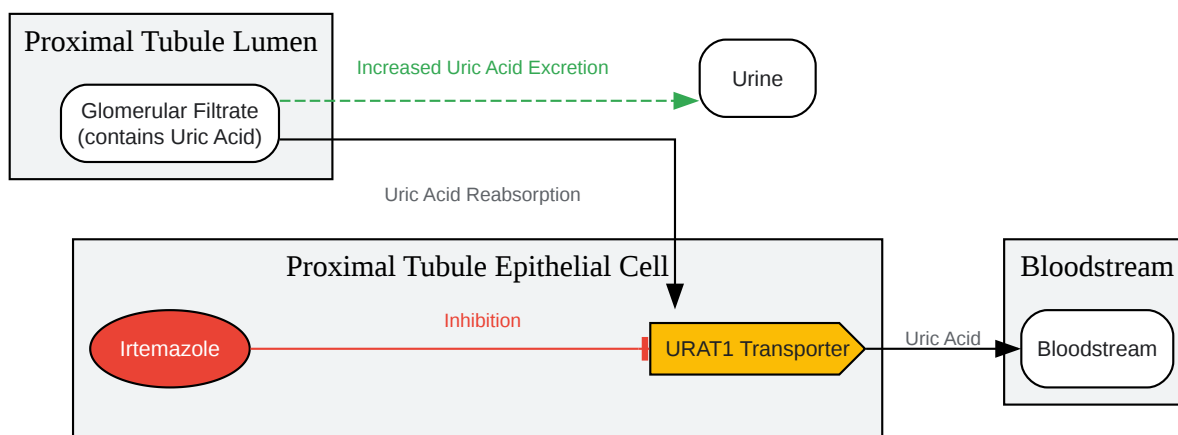 Proximal Tubule Lumen
Increased Uric Acid Excretion
Urine
Glomerular Filtrate
(contains Uric Acid)
Uric Acid Reabsorption
Proximal Tubule Epithelial Cell
Bloodstream
Inhibition
Irtemazole
URAT1 Transporter
Uric Acid
Bloodstream